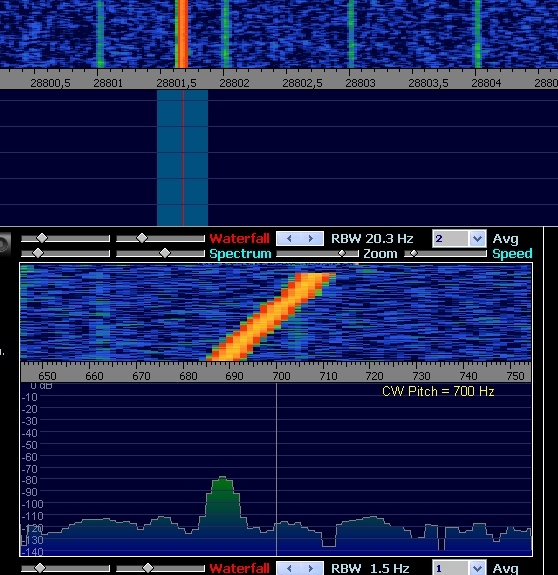 28800,5 28801 28801,5 28802 28802,5 28803 28803,5 28804
Waterfall RBW 20.3 Hz 2 Avg
Spectrum Zoom Speed
650 660 670 680 690 700 710 720 730 740 750
0 dB
CW Pitch = 700 Hz
-10
-20
-30
-40
-50
-60
-70
-80
-90
-100
-110
-120
-130
-140
Waterfall RBW 1.5 Hz 1 Avg